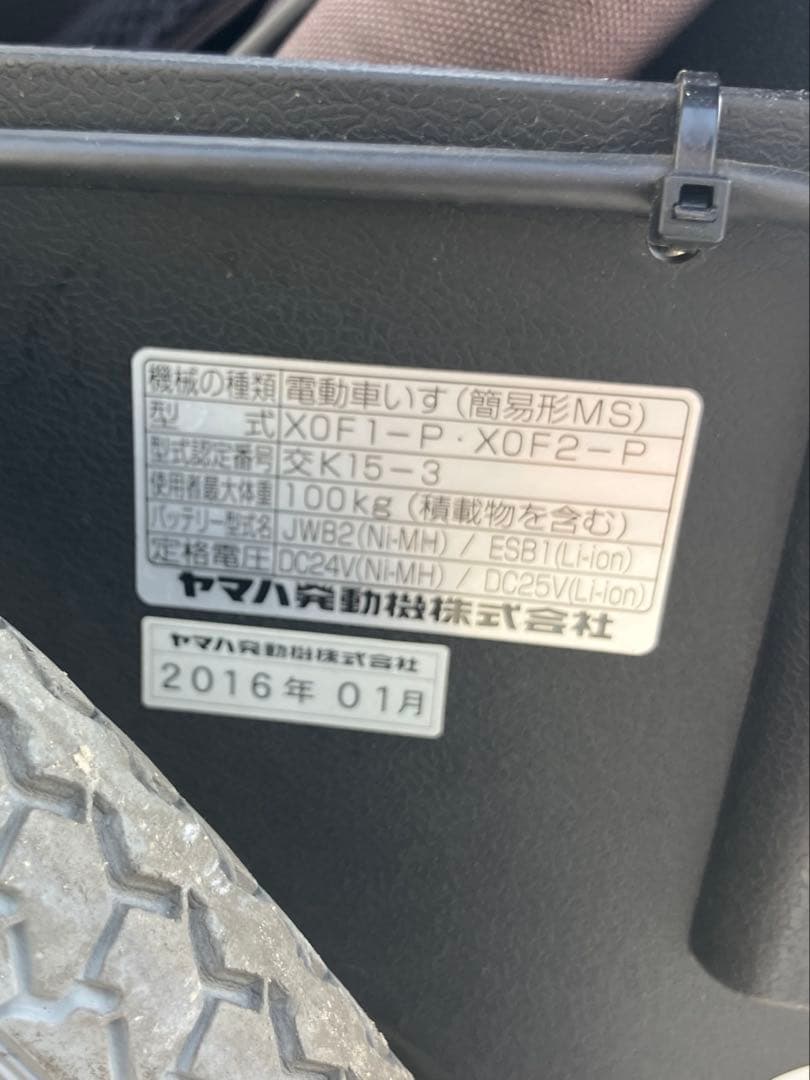 機械の種類 電動車いす(簡易形MS)
型式 X0F1-P・X0F2-P
型式認定番号 交K15-3
使用者最大体重 100kg(積載物を含む)
バッテリー型式名 JWB2(Ni-MH) / ESB1(Li-ion)
定格電圧 DC24V(Ni-MH) / DC25V(Li-ion)
ヤマハ発動機株式会社
ヤマハ発動機株式会社
2016年 01月